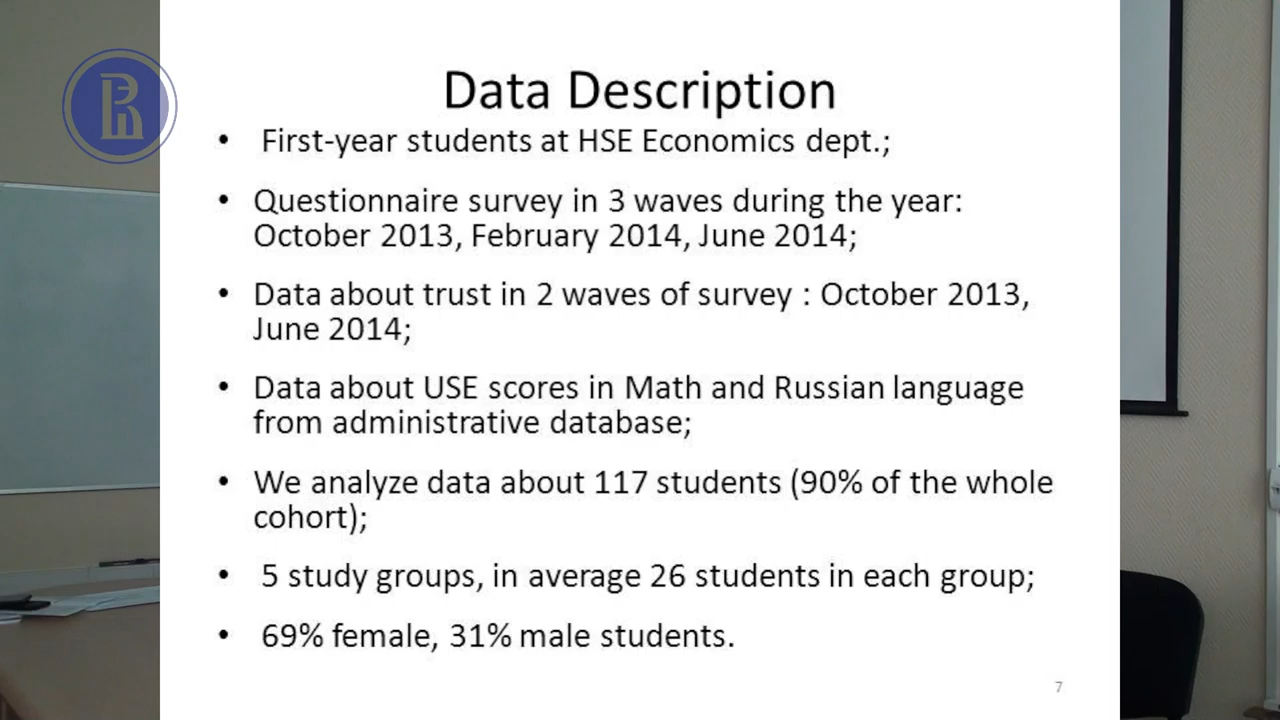 Data Description
• First-year students at HSE Economics dept.;
• Questionnaire survey in 3 waves during the year:
October 2013, February 2014, June 2014;
• Data about trust in 2 waves of survey : October 2013,
June 2014;
• Data about USE scores in Math and Russian language
from administrative database;
• We analyze data about 117 students (90% of the whole
cohort);
• 5 study groups, in average 26 students in each group;
• 69% female, 31% male students.
7